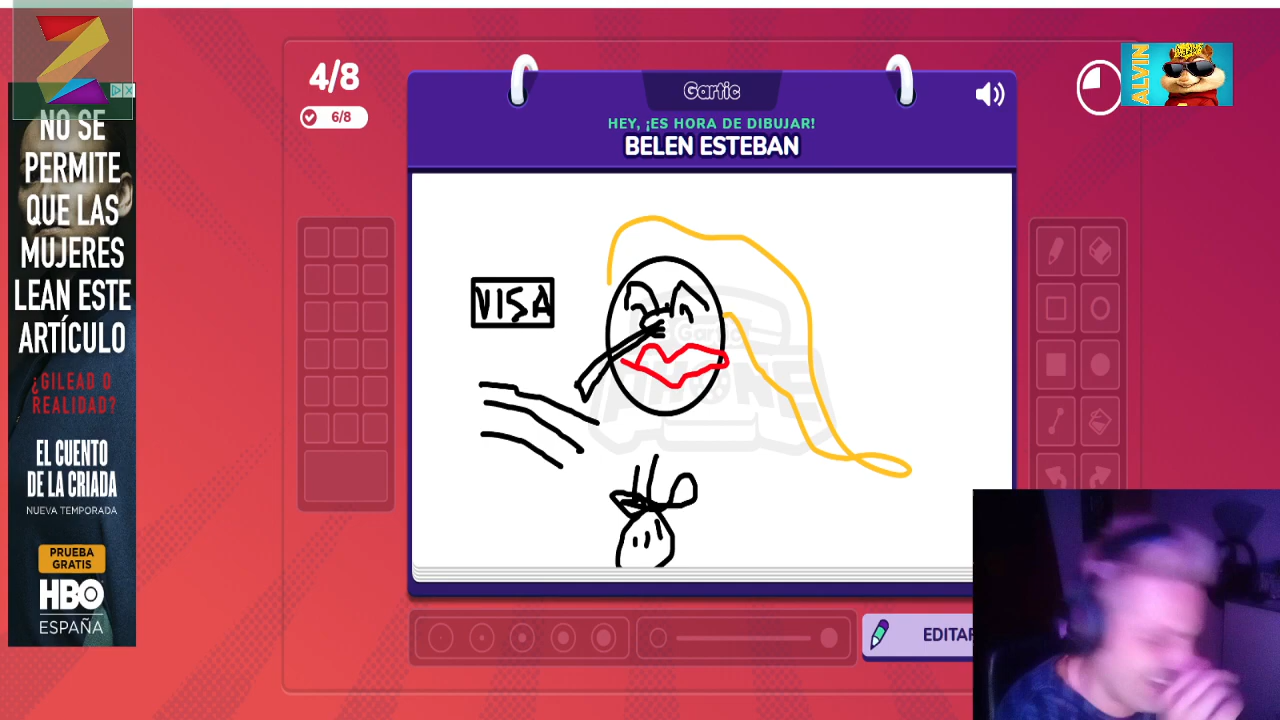 NO SE
PERMITE
QUE LAS
MUJERES
LEAN ESTE
ARTÍCULO
¿GILEAD O
REALIDAD?
EL CUENTO
DE LA CRIADA
NUEVA TEMPORADA
PRUEBA
GRATIS
HBO
ESPAÑA
4/8
6/8
Gartic
HEY, ¡ES HORA DE DIBUJAR!
BELEN ESTEBAN
VISA
ALVIN
EDITAR